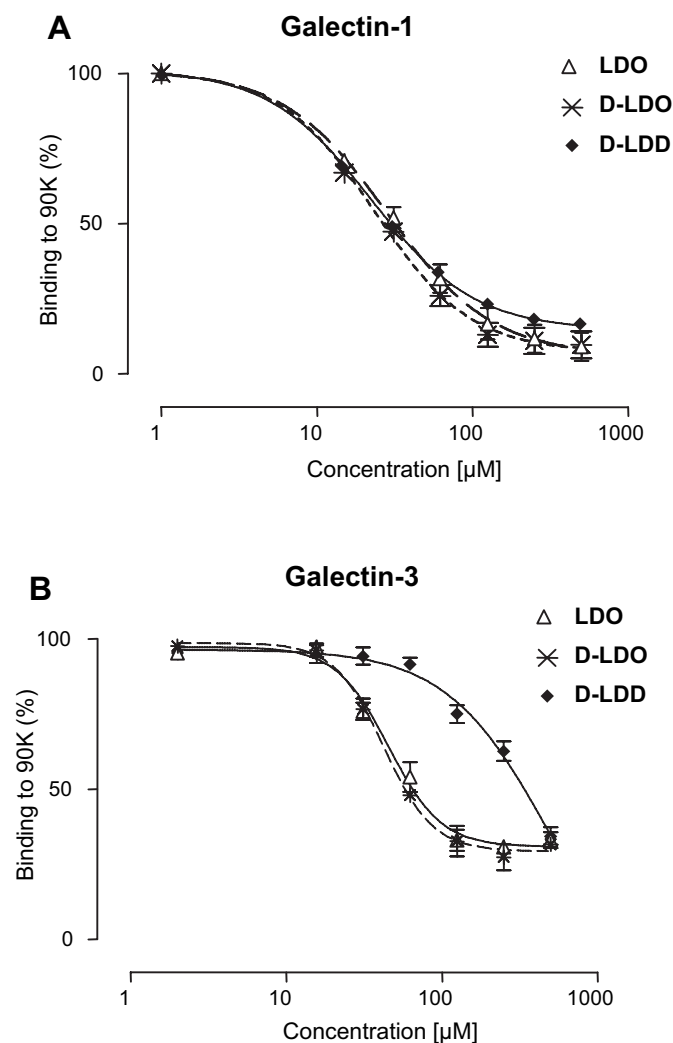 A
Galectin-1
LDO
D-LDO
D-LDD
Binding to 90K (%)
100
50
0
1
10
100
1000
Concentration [µM]
B
Galectin-3
LDO
D-LDO
D-LDD
Binding to 90K (%)
100
50
0
1
10
100
1000
Concentration [µM]